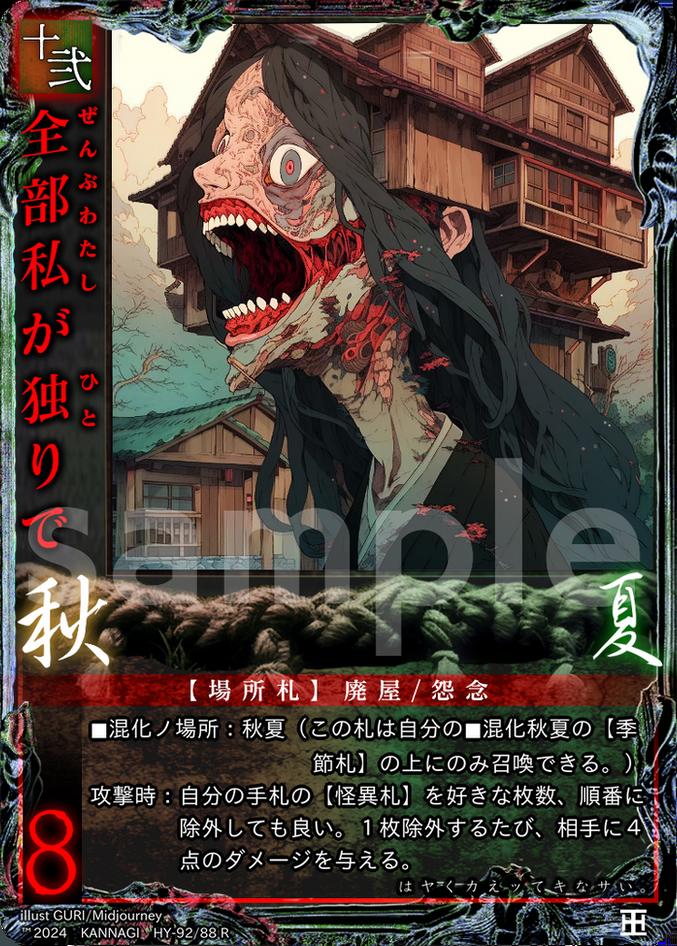 十弐
全部私が独りで
ぜんぶわたし ひと
sample
秋
夏
【場所札】廃屋/怨念
■混化ノ場所：秋夏（この札は自分の■混化秋夏の【季
節札】の上にのみ召喚できる。）
攻撃時：自分の手札の【怪異札】を好きな枚数、順番に
除外しても良い。１枚除外するたび、相手に４
点のダメージを与える。
はヤくカえッてキなサい。
8
illust GURI/Midjourney
™2024 KANNAGI HY-92/88 R